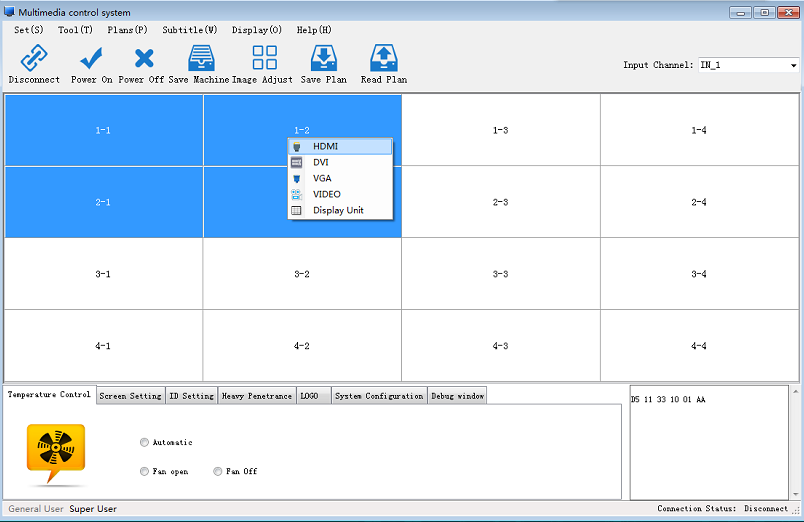 Multimedia control system
Set(S) Tool(T) Plans(P) Subtitle(W) Display(O) Help(H)
Disconnect Power On Power Off Save Machine Image Adjust Save Plan Read Plan
Input Channel: IN_1
1-1 1-2 1-3 1-4
HDMI
DVI
VGA
VIDEO
Display Unit
2-1 2-3 2-4
3-1 3-2 3-3 3-4
4-1 4-2 4-3 4-4
Temperature Control Screen Setting ID Setting Heavy Penetrance LOGO System Configuration Debug window
D5 11 33 10 01 AA
Automatic
Fan open Fan Off
General User Super User Connection Status: Disconnect